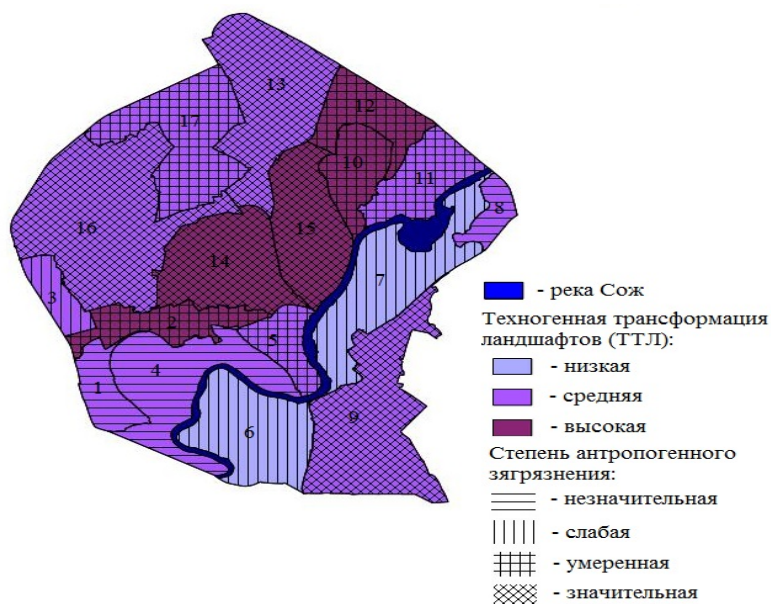 13
12
17
10
11
8
16
15
14
7
3
2
5
4
1
9
6
- река Сож
Техногенная трансформация
ландшафтов (ТТЛ):
- низкая
- средняя
- высокая
Степень антропогенного
зягрязнения:
- незначительная
- слабая
- умеренная
- значительная